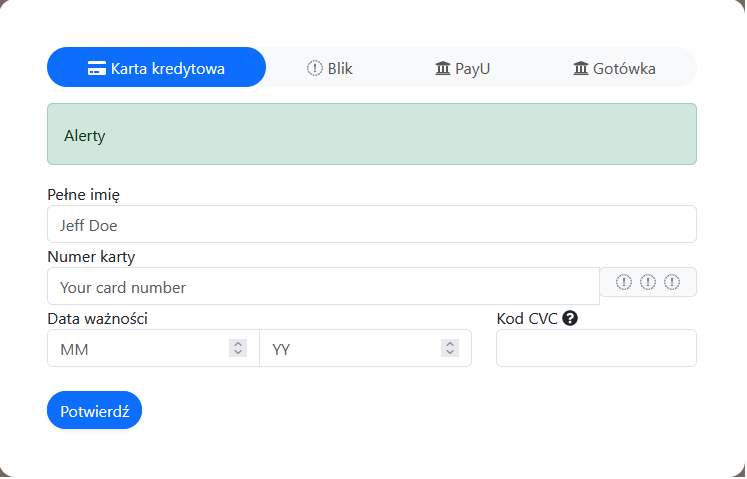 Karta kredytowa Blik PayU Gotówka
Alerty
Pełne imię
Jeff Doe
Numer karty
Your card number
Data ważności Kod CVC
MM YY
Potwierdź